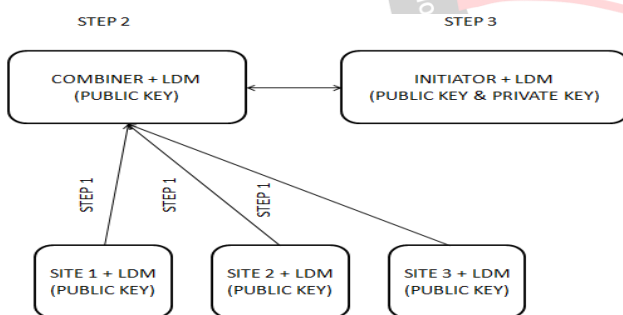 STEP 2
STEP 3
COMBINER + LDM
(PUBLIC KEY)
INITIATOR + LDM
(PUBLIC KEY & PRIVATE KEY)
STEP 1
STEP 1
STEP 1
SITE 1 + LDM
(PUBLIC KEY)
SITE 2 + LDM
(PUBLIC KEY)
SITE 3 + LDM
(PUBLIC KEY)